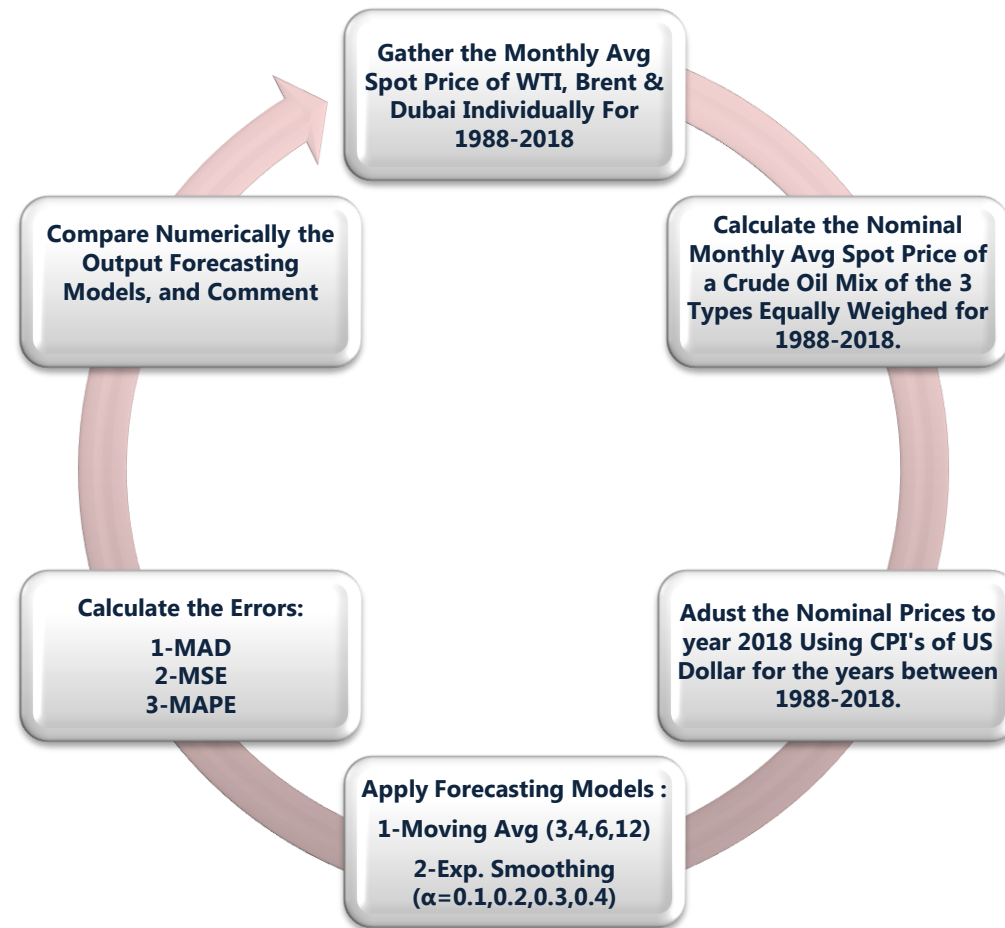 Gather the Monthly Avg
Spot Price of WTI, Brent &
Dubai Individually For
1988-2018
Calculate the Nominal
Monthly Avg Spot Price of
a Crude Oil Mix of the 3
Types Equally Weighed for
1988-2018.
Adust the Nominal Prices to
year 2018 Using CPI's of US
Dollar for the years between
1988-2018.
Apply Forecasting Models :
1-Moving Avg (3,4,6,12)
2-Exp. Smoothing
(α=0.1,0.2,0.3,0.4)
Calculate the Errors:
1-MAD
2-MSE
3-MAPE
Compare Numerically the
Output Forecasting
Models, and Comment